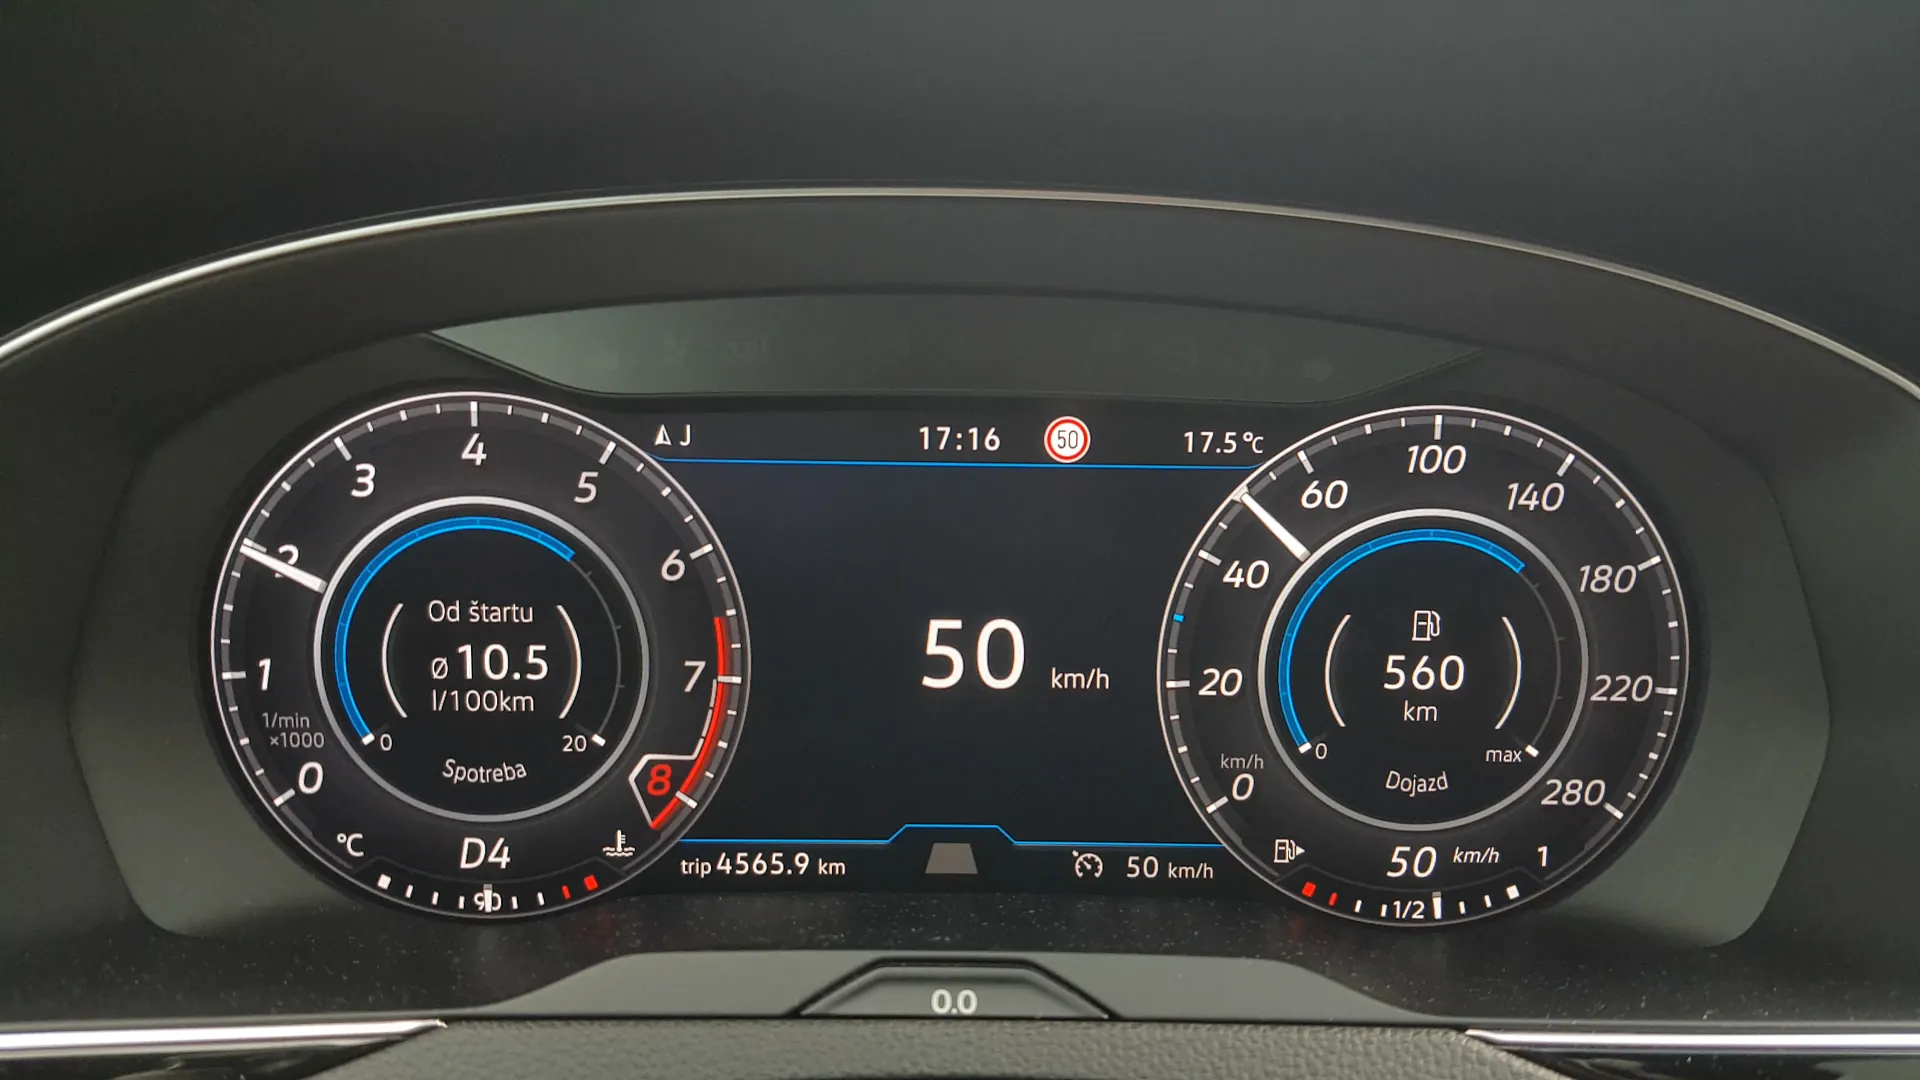 J 17:16 50 17.5°C
0
1
2
3
4
5
6
7
8
1/min
×1000
Od štartu
ø 10.5
l/100km
0 20
Spotreba
°C D4
90
50 km/h
trip 4565.9 km
50 km/h
0
20
40
60
100
140
180
220
280
km/h
560
km
0 max
Dojazd
50 km/h 1
1/2
0.0